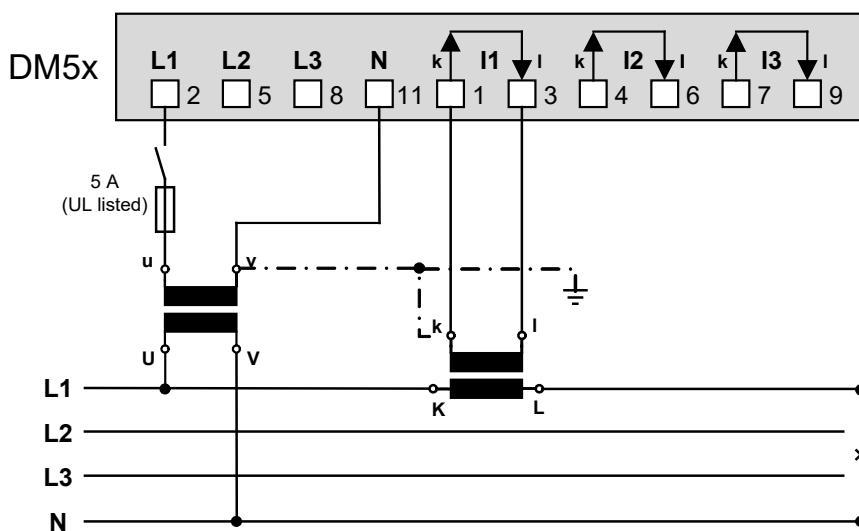 L1 L2 L3 N k I1 l k I2 l k I3 l
DM5x
2 5 8 11 1 3 4 6 7 9
5 A
(UL listed)
u v
k l
U V
L1
K L
L2
L3
N